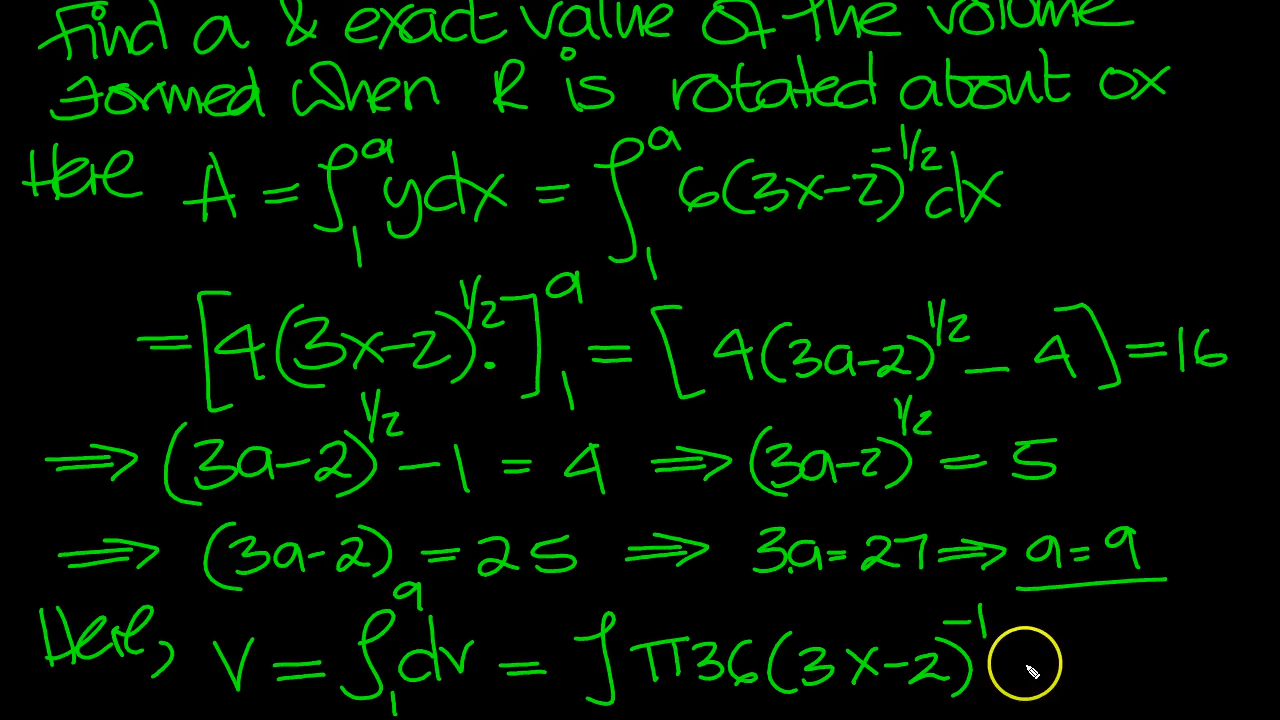 Find a & exact value of the volume
formed when R is rotated about ox
Here A = ∫₁ᵃ ydx = ∫₁ᵃ 6(3x-2)^{-1/2} dx
= [4(3x-2)^{1/2}.]₁ᵃ = [4(3a-2)^{1/2} - 4] = 16
⟹ (3a-2)^{1/2} - 1 = 4 ⟹ (3a-2)^{1/2} = 5
⟹ (3a-2) = 25 ⟹ 3a = 27 ⟹ a = 9
Here, V = ∫₁ᵃ dv = ∫ π36(3x-2)^{-1}